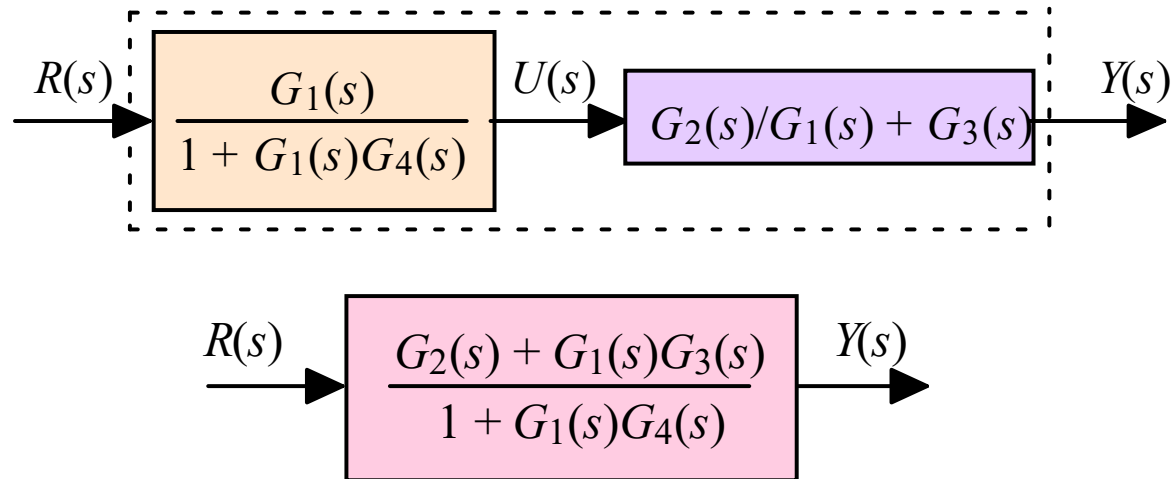 R(s)
G₁(s)
1 + G₁(s)G₄(s)
U(s)
G₂(s)/G₁(s) + G₃(s)
Y(s)
R(s)
G₂(s) + G₁(s)G₃(s)
1 + G₁(s)G₄(s)
Y(s)